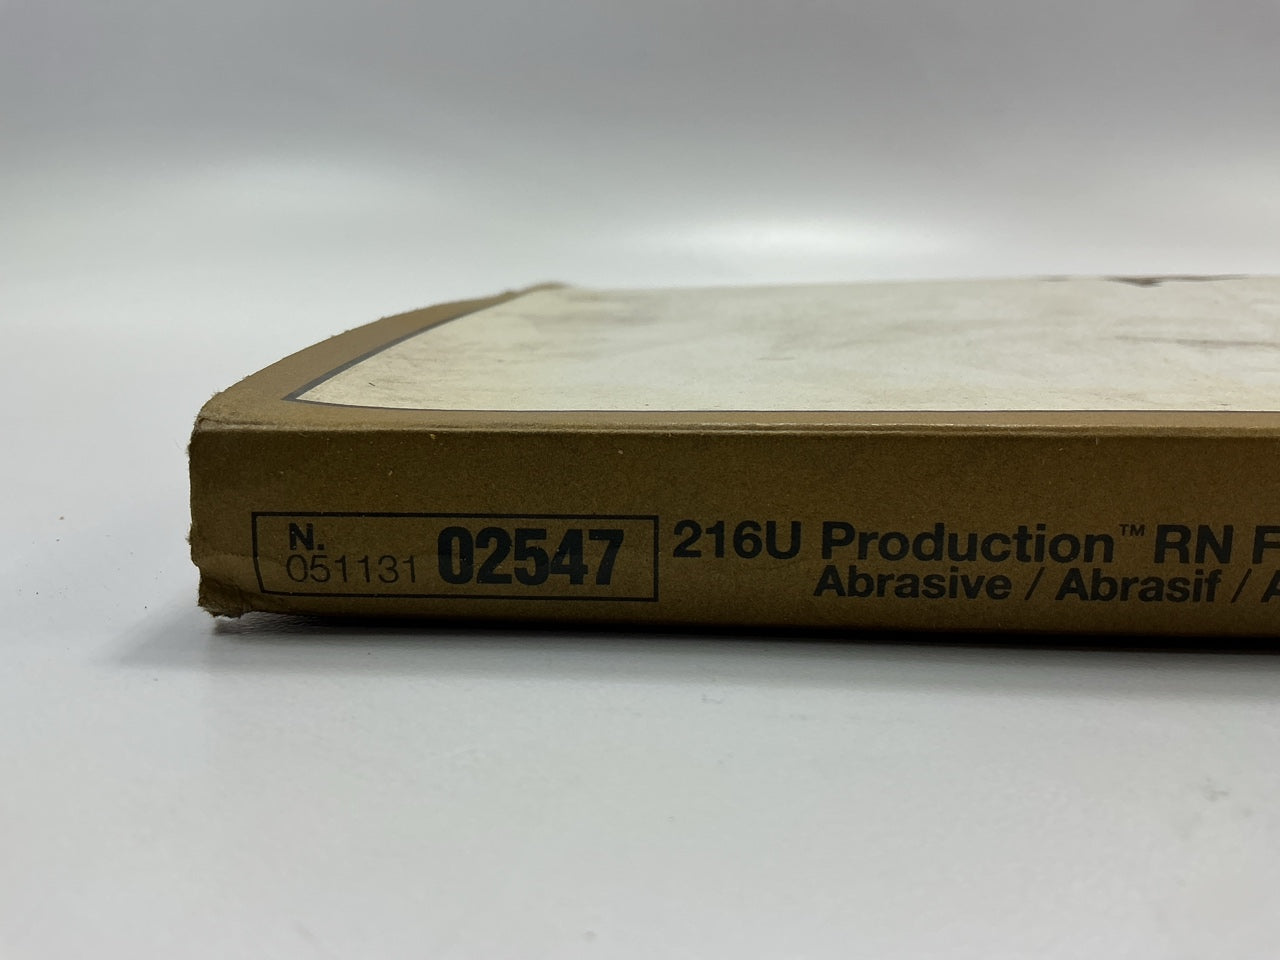 N.
051131 02547
216U Production™ RN F
Abrasive / Abrasif / A